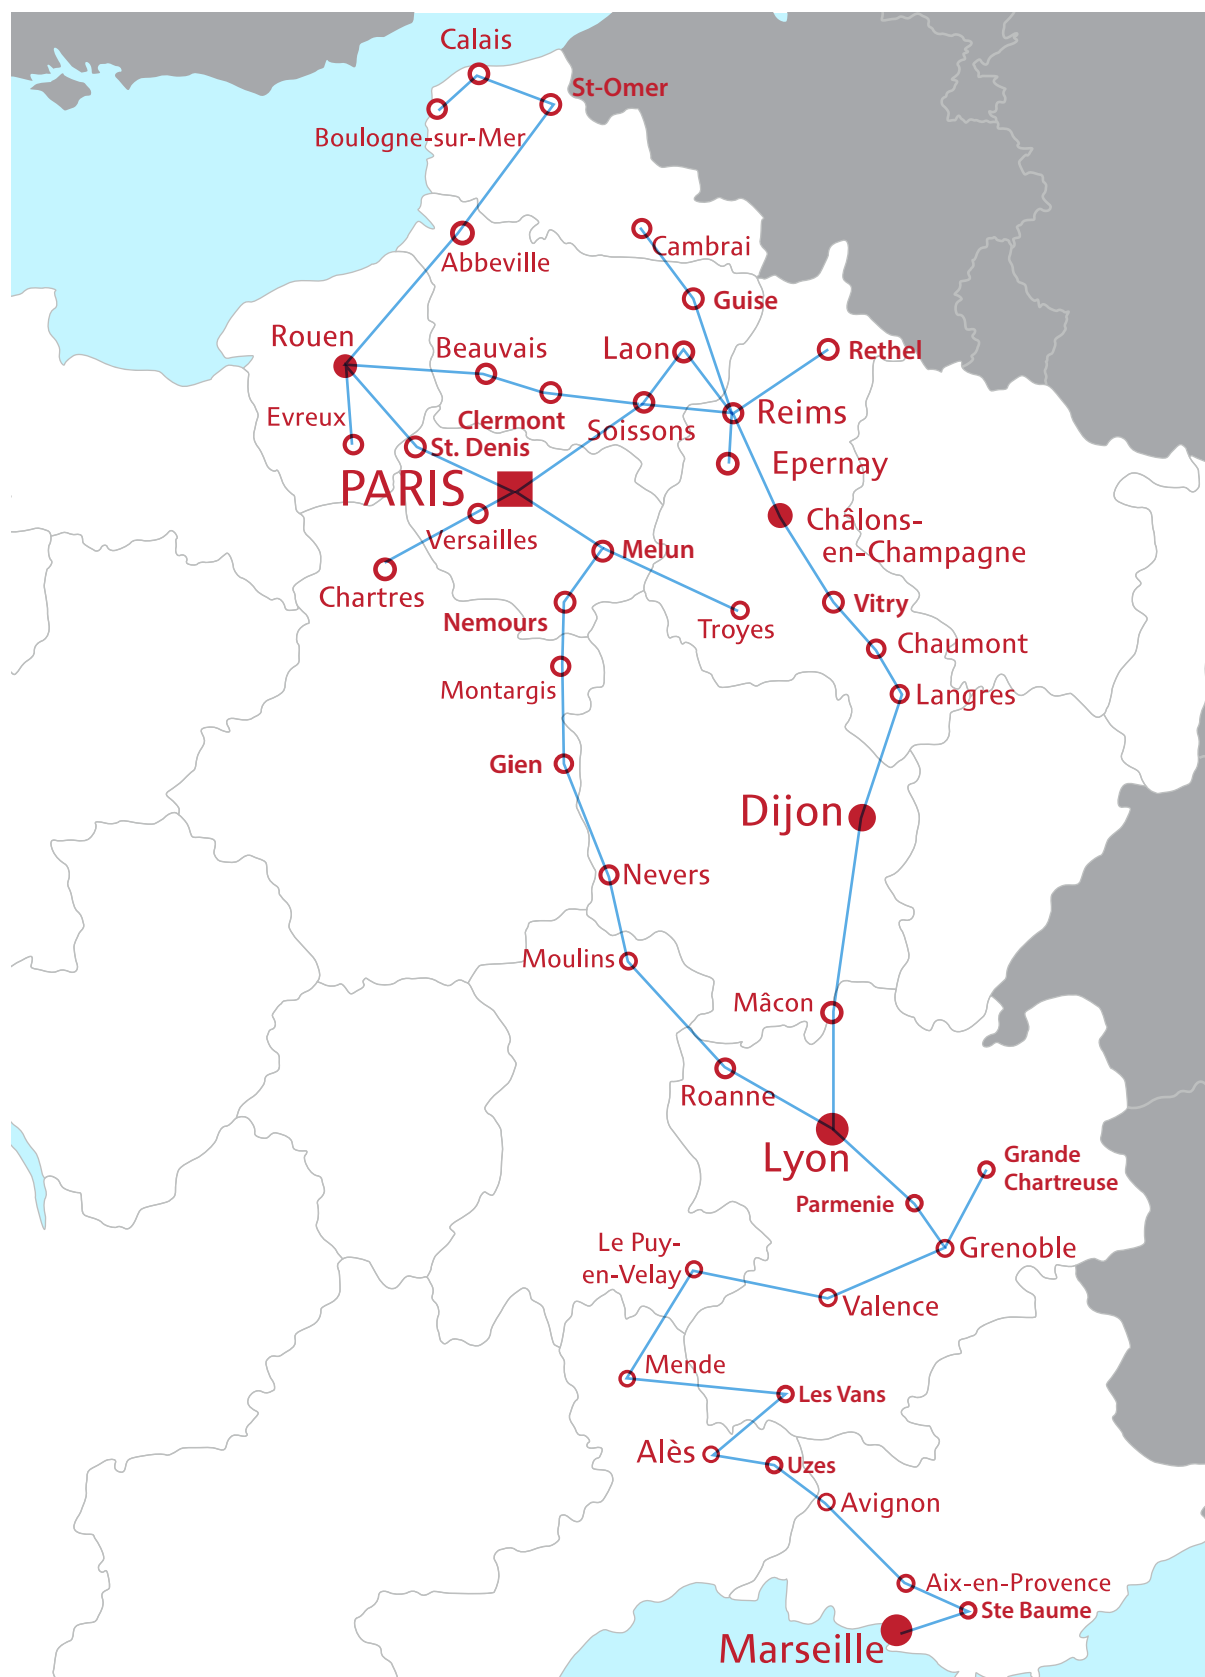 Calais
St-Omer
Boulogne-sur-Mer
Cambrai
Abbeville
Guise
Rouen
Beauvais
Laon
Rethel
Evreux
Clermont
Soissons
Reims
St. Denis
Epernay
PARIS
Versailles
Châlons-
en-Champagne
Melun
Chartres
Nemours
Troyes
Vitry
Chaumont
Montargis
Langres
Gien
Dijon
Nevers
Moulins
Mâcon
Roanne
Lyon
Grande
Chartreuse
Parmenie
Le Puy-
en-Velay
Grenoble
Valence
Mende
Les Vans
Alès
Uzes
Avignon
Aix-en-Provence
Ste Baume
Marseille